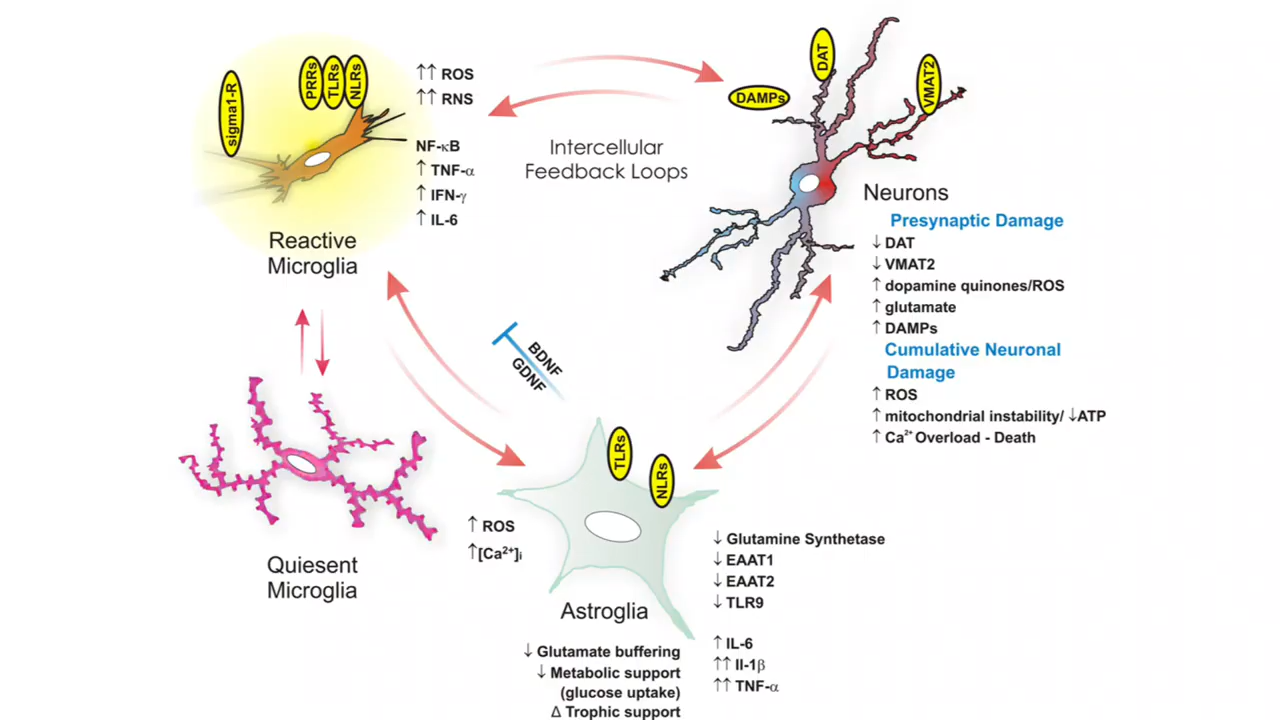 sigma1-R
PRRs
TLRs
NLRs
↑↑ ROS
↑↑ RNS
NF-κB
↑ TNF-α
↑ IFN-γ
↑ IL-6
Reactive
Microglia
Intercellular
Feedback Loops
DAMPs
DAT
VMAT2
Neurons
Presynaptic Damage
↓ DAT
↓ VMAT2
↑ dopamine quinones/ROS
↑ glutamate
↑ DAMPs
Cumulative Neuronal
Damage
↑ ROS
↑ mitochondrial instability/ ↓ATP
↑ Ca²⁺ Overload - Death
BDNF
GDNF
Quiesent
Microglia
TLRs
NLRs
↑ ROS
↑[Ca²⁺]i
Astroglia
↓ Glutamate buffering
↓ Metabolic support
(glucose uptake)
Δ Trophic support
↓ Glutamine Synthetase
↓ EAAT1
↓ EAAT2
↓ TLR9
↑ IL-6
↑↑ Il-1β
↑↑ TNF-α